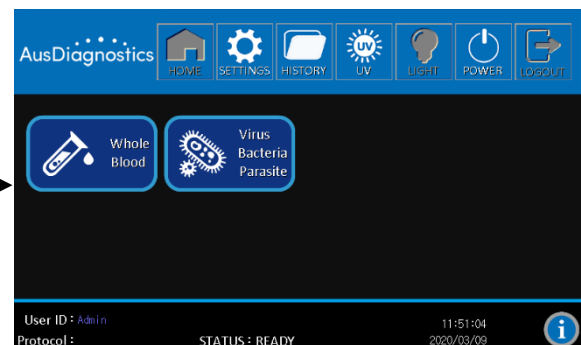 AusDiagnostics
HOME
SETTINGS
HISTORY
UV
UV
LIGHT
POWER
LOGOUT
Whole
Blood
Virus
Bacteria
Parasite
User ID : Admin
11:51:04
Protocol :
STATUS : READY
2020/03/09
i